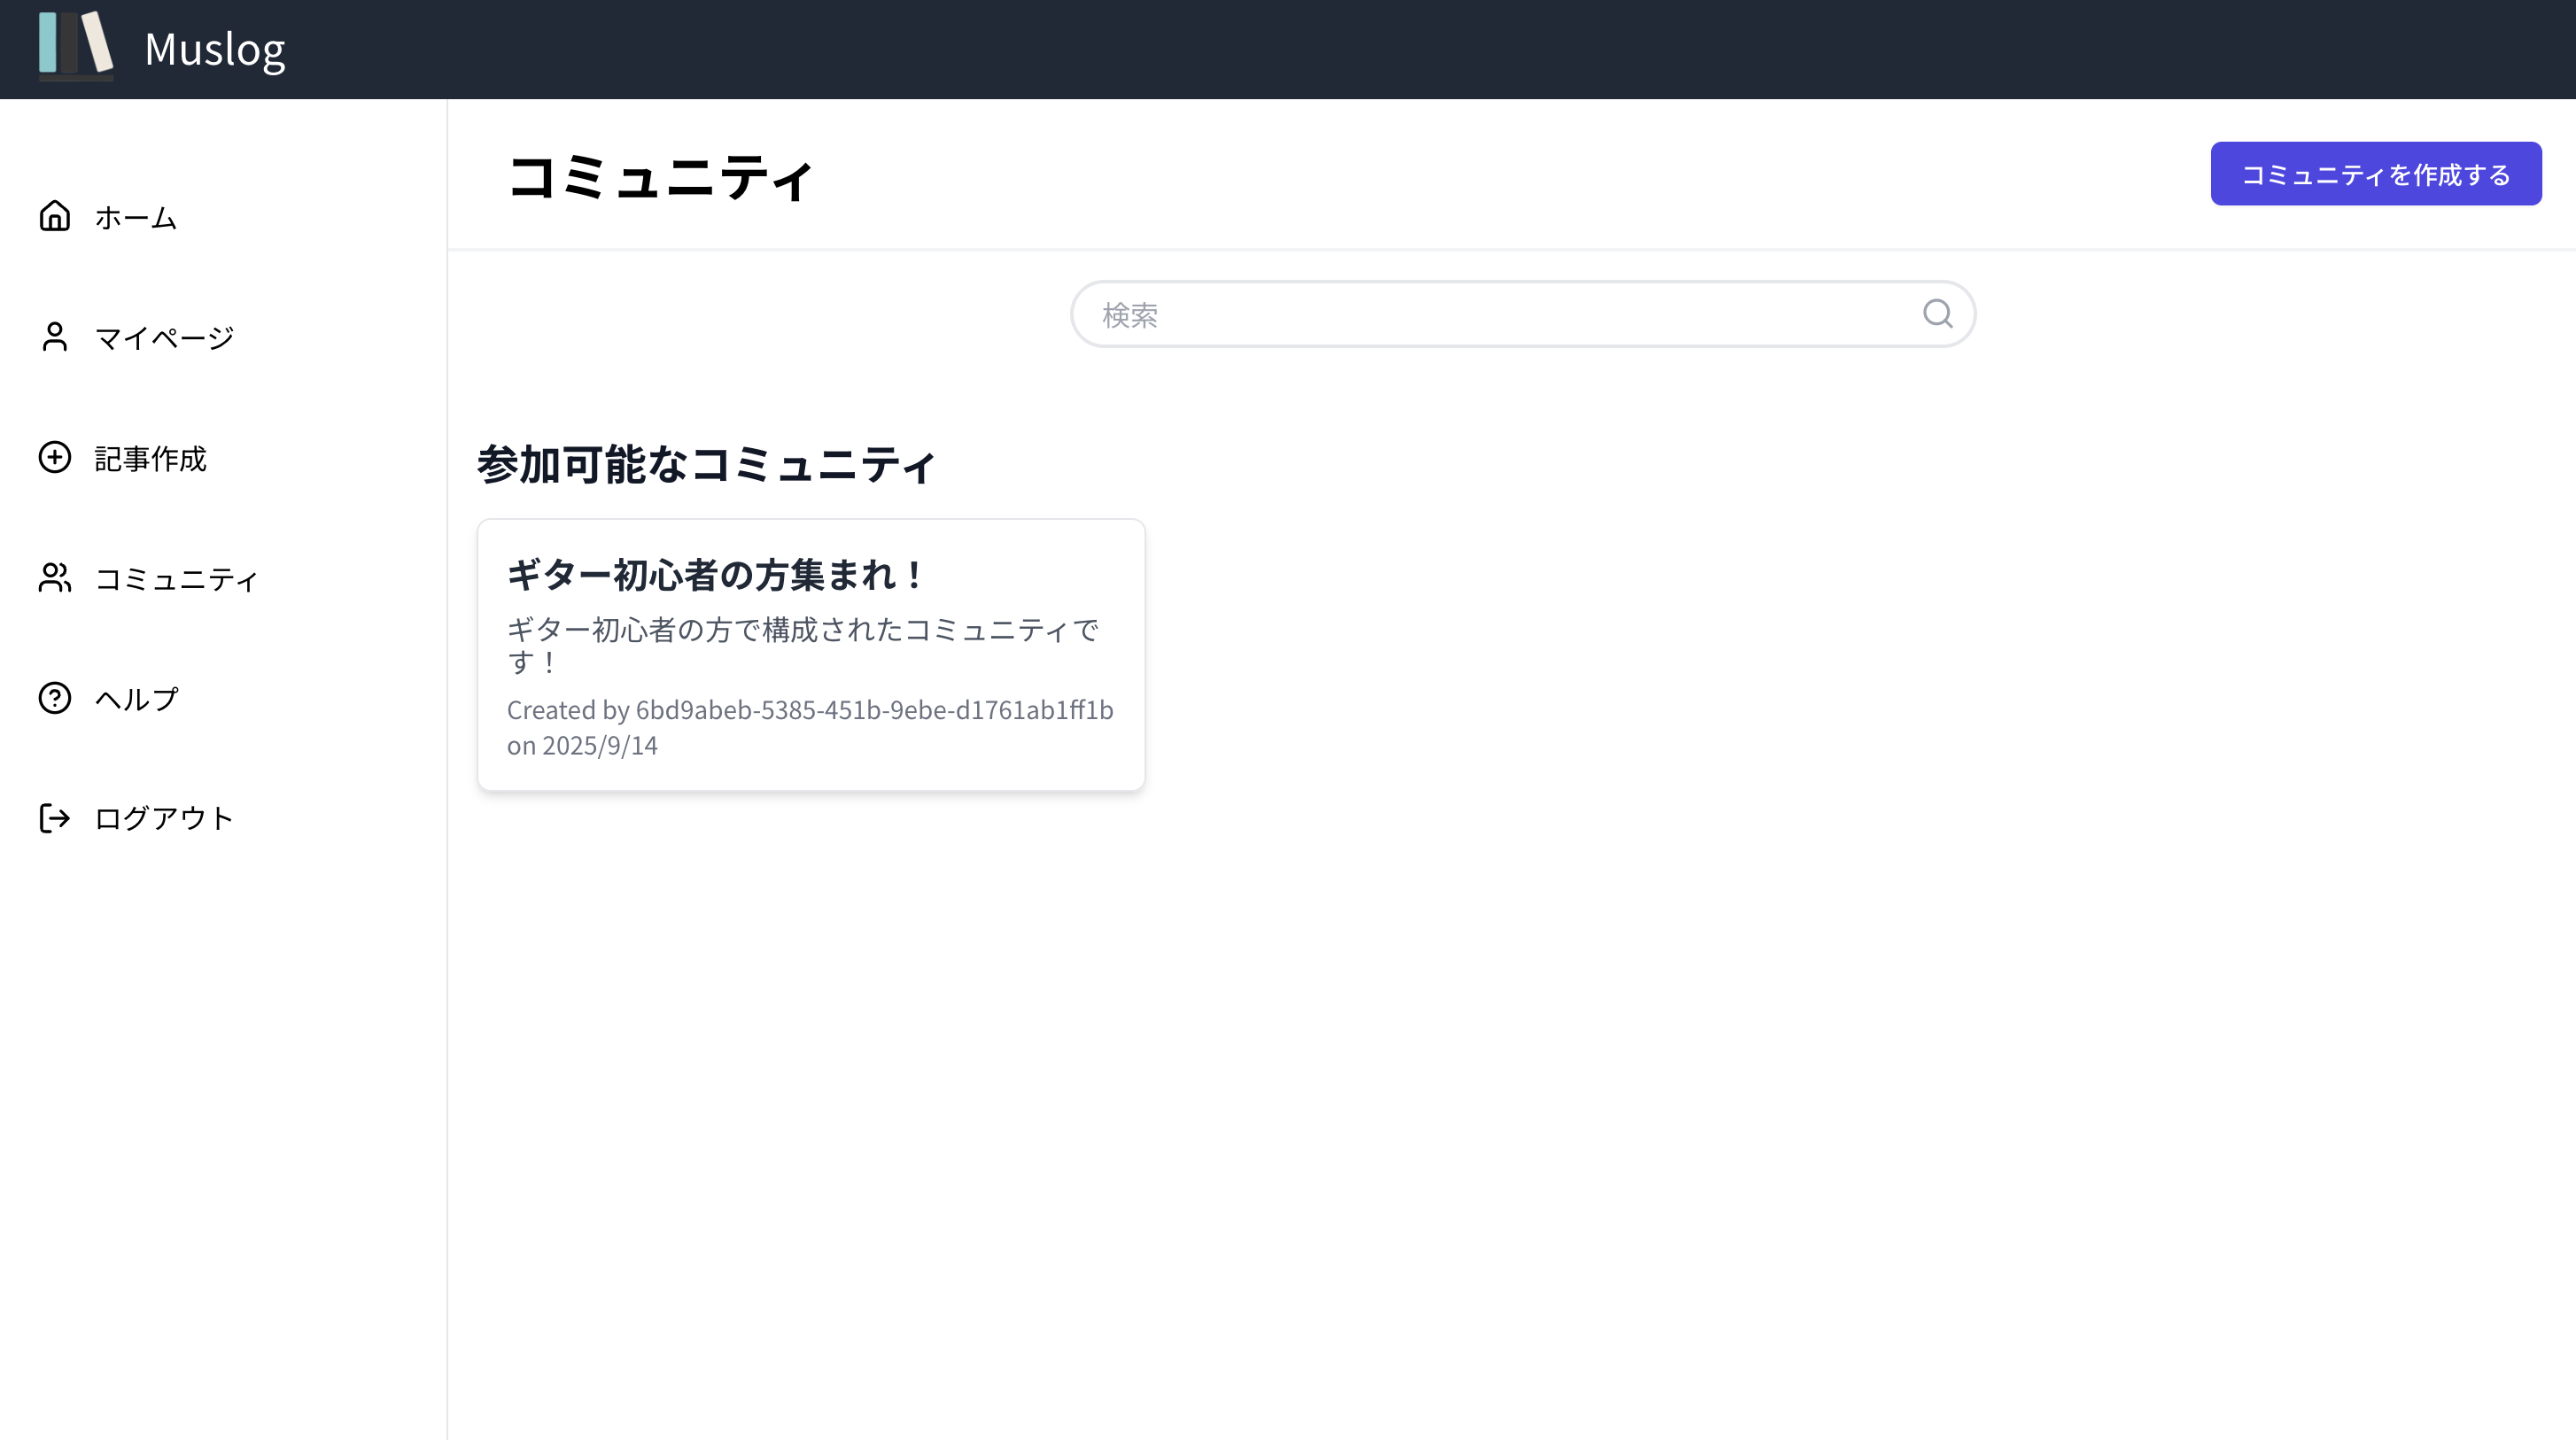 Muslog
ホーム
マイページ
記事作成
コミュニティ
ヘルプ
ログアウト
コミュニティ
コミュニティを作成する
検索
参加可能なコミュニティ
ギター初心者の方集まれ！
ギター初心者の方で構成されたコミュニティで
す！
Created by 6bd9abeb-5385-451b-9ebe-d1761ab1ff1b
on 2025/9/14